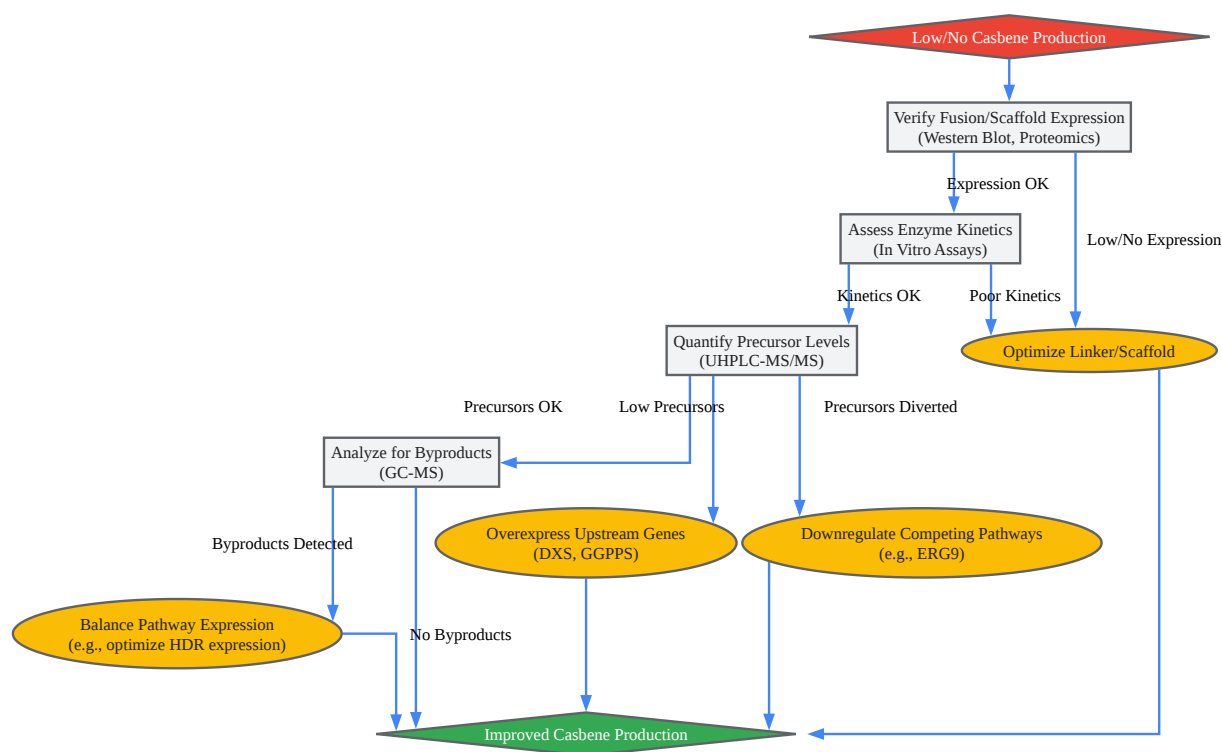 Low/No Casbene Production
Verify Fusion/Scaffold Expression
(Western Blot, Proteomics)
Expression OK
Low/No Expression
Assess Enzyme Kinetics
(In Vitro Assays)
Kinetics OK
Poor Kinetics
Quantify Precursor Levels
(UHPLC-MS/MS)
Optimize Linker/Scaffold
Precursors OK
Low Precursors
Precursors Diverted
Analyze for Byproducts
(GC-MS)
Byproducts Detected
Overexpress Upstream Genes
(DXS, GGPPS)
Downregulate Competing Pathways
(e.g., ERG9)
Balance Pathway Expression
(e.g., optimize HDR expression)
No Byproducts
Improved Casbene Production